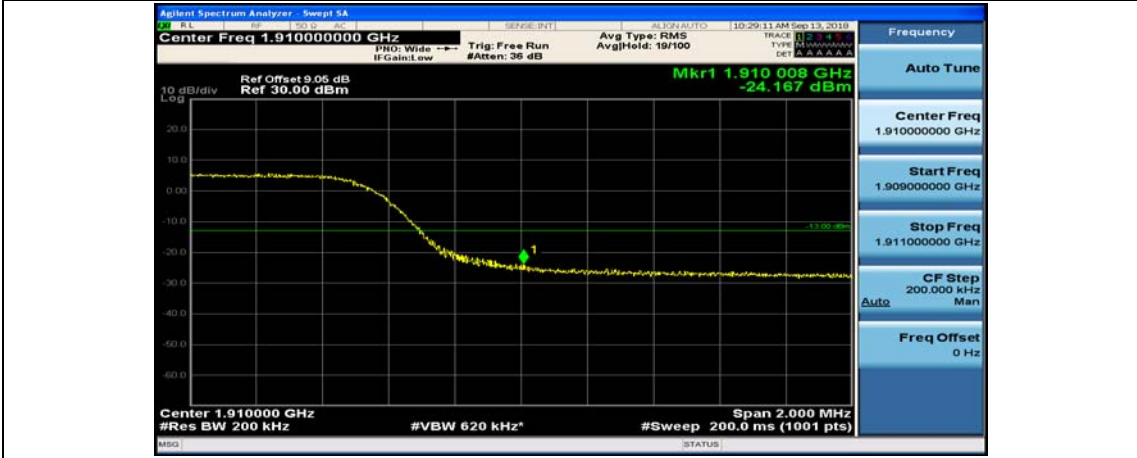 Agilent Spectrum Analyzer - Swept SA
RL RF 50 Ω AC SENSE:INT ALIGN AUTO 10:29:11 AM Sep 13, 2018
Center Freq 1.910000000 GHz
PNO: Wide
IFGain:Low
Trig: Free Run
#Atten: 36 dB
Avg Type: RMS
Avg|Hold: 19/100
TRACE 1 2 3 4 5 6
TYPE M
DET A A A A A A
Frequency
Mkr1 1.910 008 GHz
-24.167 dBm
Ref Offset 9.05 dB
10 dB/div Ref 30.00 dBm
Log
20.0
10.0
0.00
-10.0
-13.00 dBm
-20.0
1
-30.0
-40.0
-50.0
-60.0
Center 1.910000 GHz
Span 2.000 MHz
#Res BW 200 kHz
#VBW 620 kHz*
#Sweep 200.0 ms (1001 pts)
MSG
STATUS
Auto Tune
Center Freq
1.910000000 GHz
Start Freq
1.909000000 GHz
Stop Freq
1.911000000 GHz
CF Step
200.000 kHz
Auto Man
Freq Offset
0 Hz